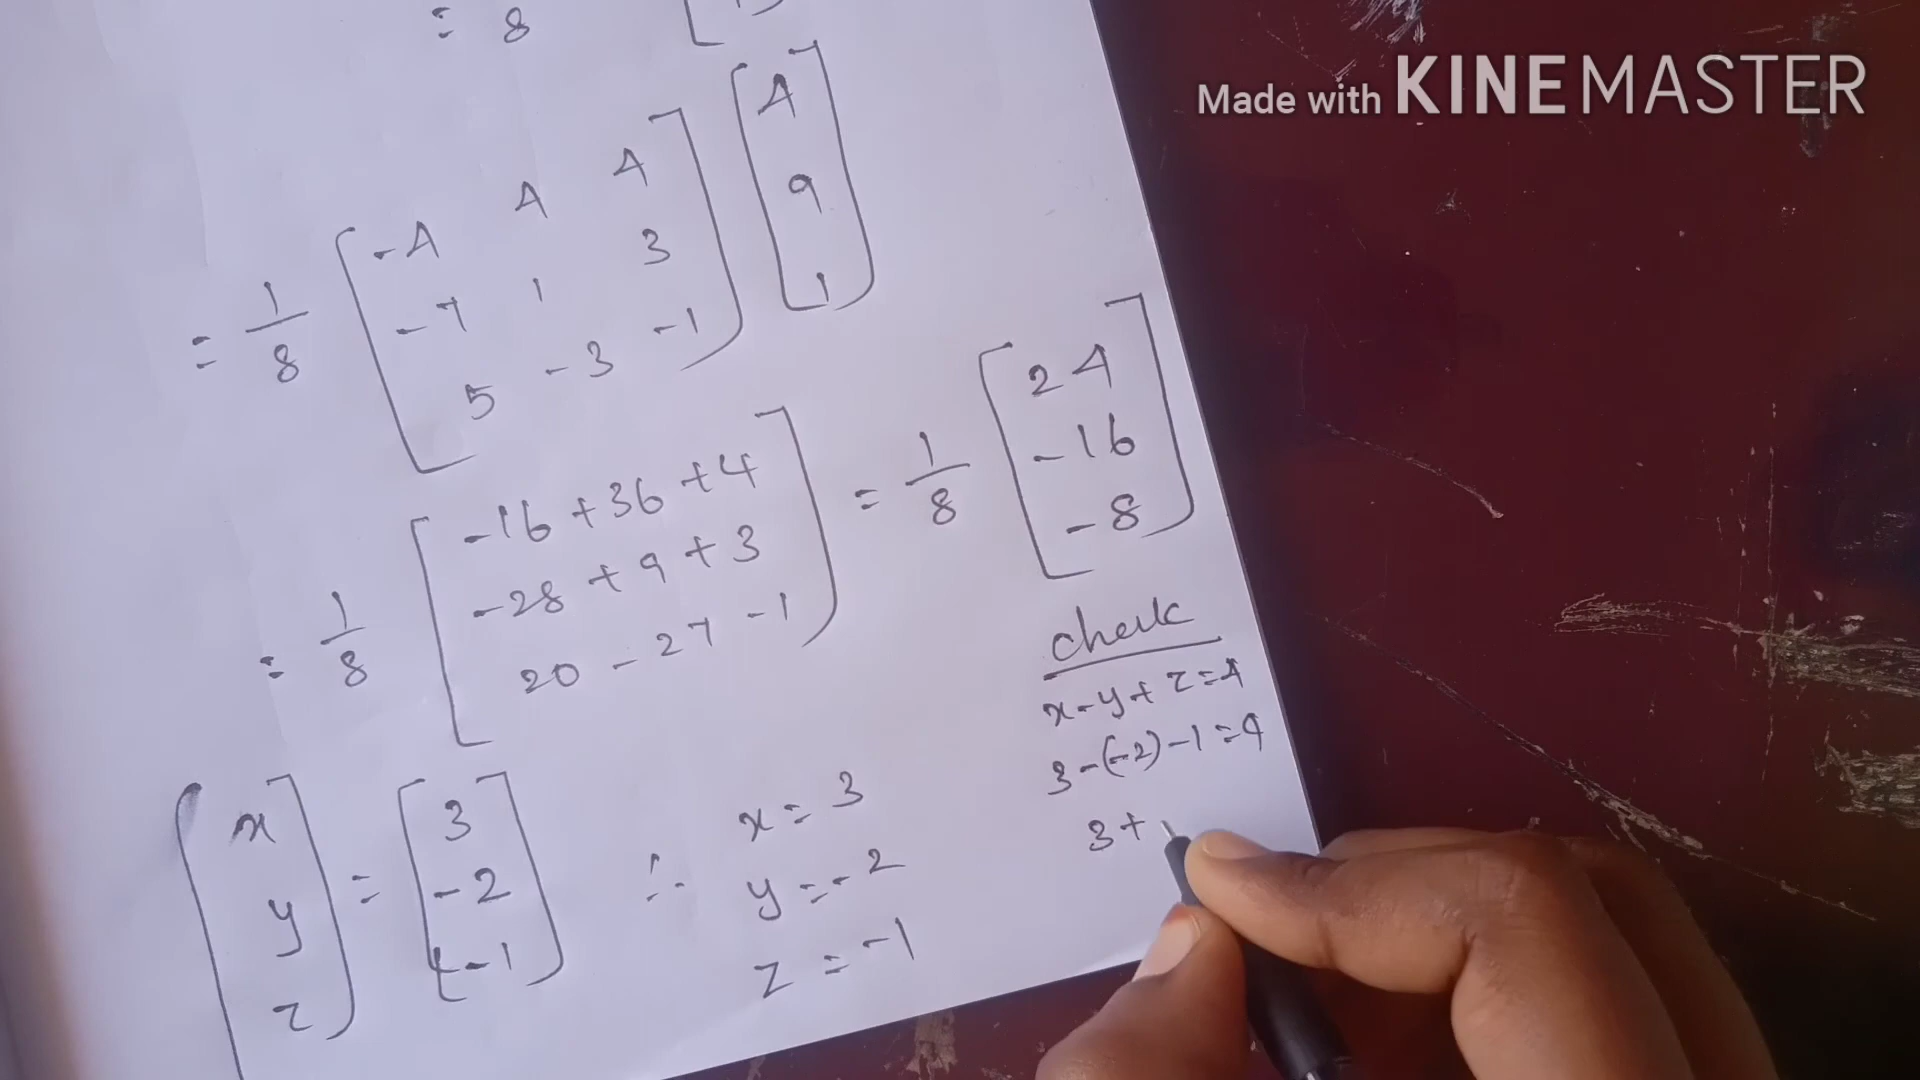 = 8
Made with KINEMASTER
= 1/8 [ -4 4 4 ] [ 4 ]
[ -7 1 3 ] [ 9 ]
[ 5 -3 -1 ] [ 1 ]
= 1/8 [ -16 + 36 + 4 ] = 1/8 [ 24 ]
[ -28 + 9 + 3 ] [ -16 ]
[ 20 - 27 - 1 ] [ -8 ]
[ x ] = [ 3 ] ∴ x = 3
[ y ] [ -2 ] y = -2
[ z ] [ -1 ] z = -1
check
x - y + z = 4
3 - (-2) - 1 = 4
3 +